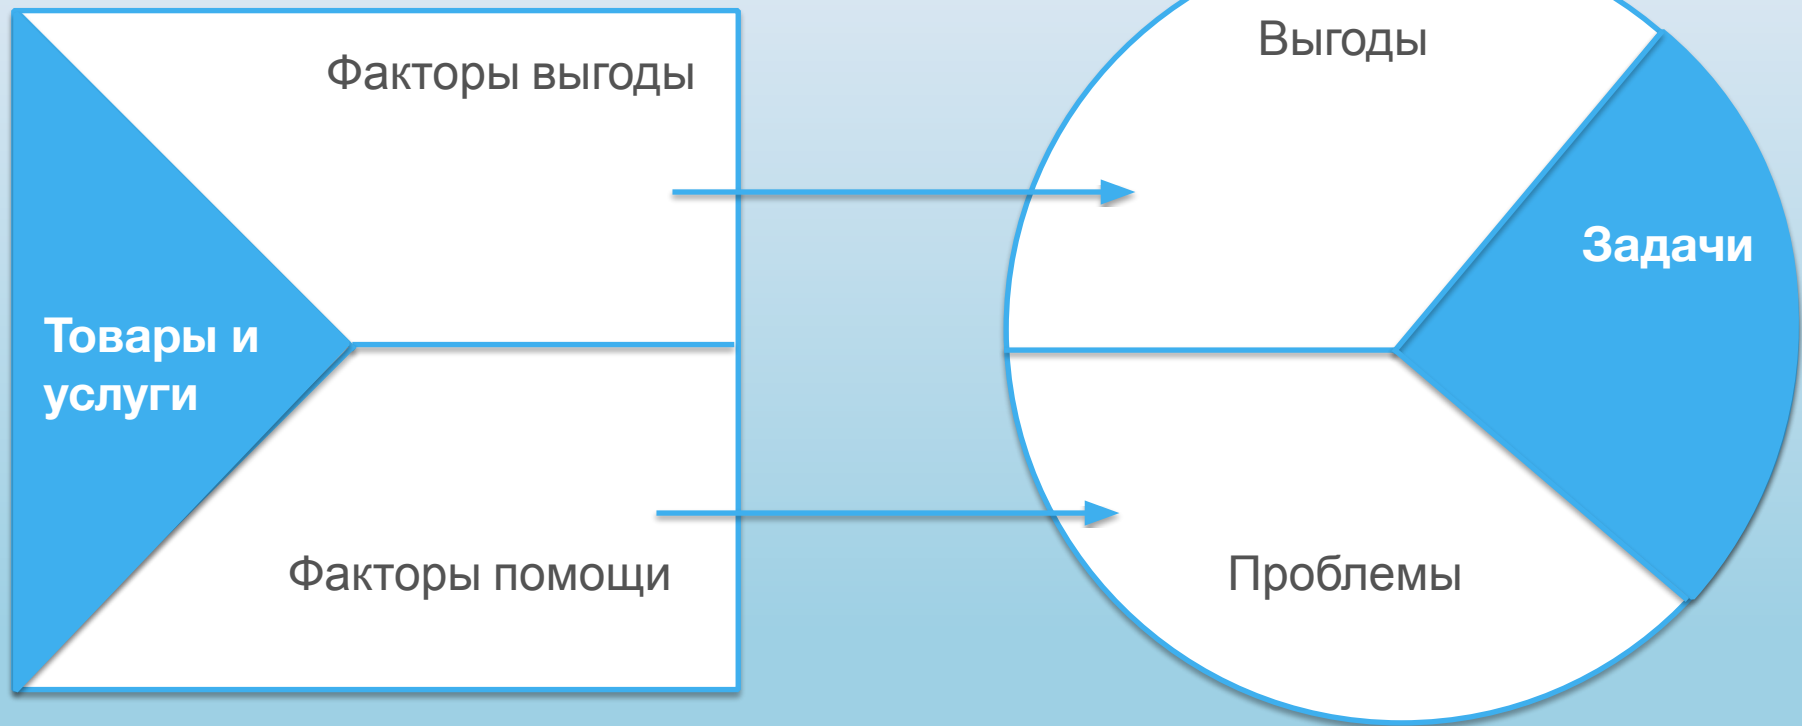 Факторы выгоды
Товары и
услуги
Факторы помощи
Выгоды
Задачи
Проблемы